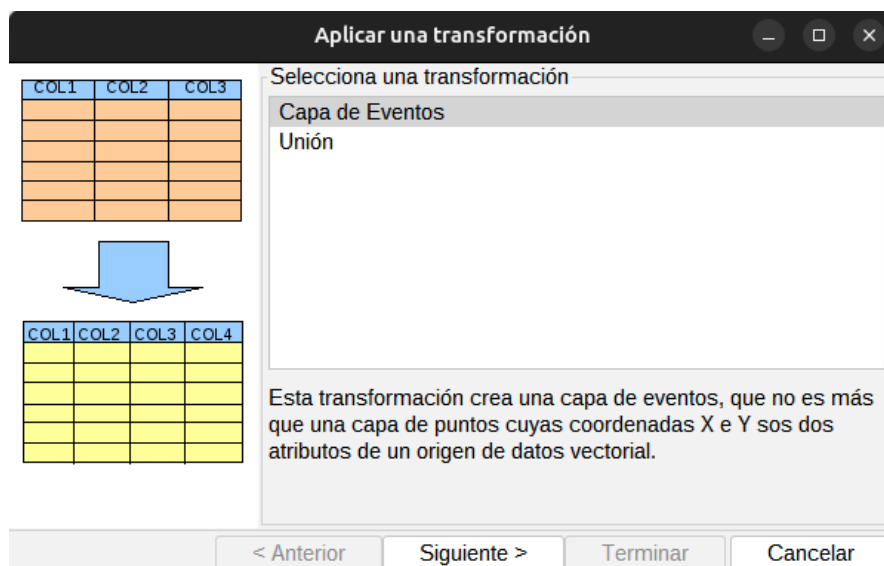 Aplicar una transformación
COL1 COL2 COL3
COL1 COL2 COL3 COL4
Selecciona una transformación
Capa de Eventos
Unión
Esta transformación crea una capa de eventos, que no es más
que una capa de puntos cuyas coordenadas X e Y sos dos
atributos de un origen de datos vectorial.
< Anterior Siguiente > Terminar Cancelar